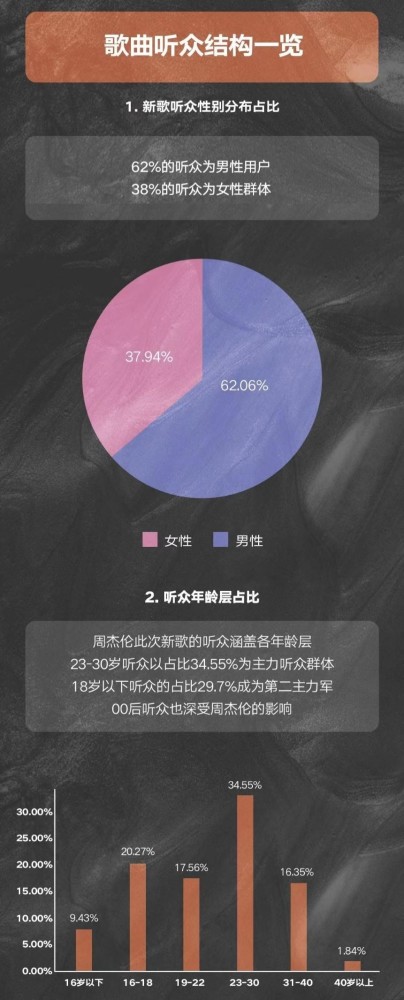 歌曲听众结构一览
1. 新歌听众性别分布占比
62%的听众为男性用户
38%的听众为女性群体
37.94%
62.06%
女性 男性
2. 听众年龄层占比
周杰伦此次新歌的听众涵盖各年龄层
23-30岁听众以占比34.55%为主力听众群体
18岁以下听众的占比29.7%成为第二主力军
00后听众也深受周杰伦的影响
34.55%
30.00%
25.00%
20.27%
20.00%
17.56%
16.35%
15.00%
10.00%
9.43%
5.00%
1.84%
0.00%
16岁以下 16-18 19-22 23-30 31-40 40岁以上